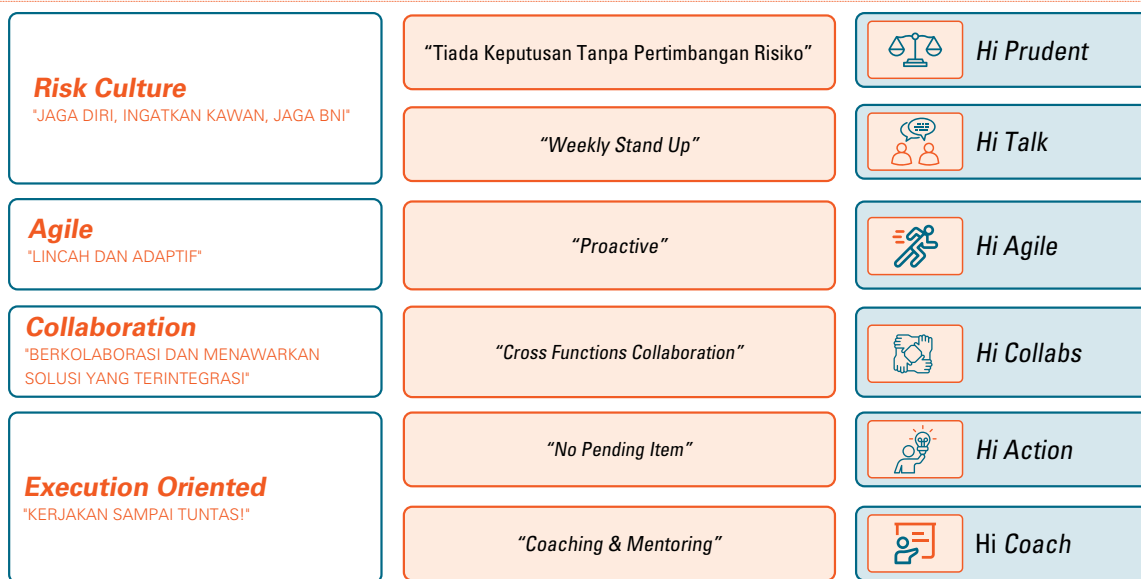 Risk Culture
"JAGA DIRI, INGATKAN KAWAN, JAGA BNI"
“Tiada Keputusan Tanpa Pertimbangan Risiko”
Hi Prudent
“Weekly Stand Up”
Hi Talk
Agile
"LINCAH DAN ADAPTIF"
“Proactive”
Hi Agile
Collaboration
"BERKOLABORASI DAN MENAWARKAN
SOLUSI YANG TERINTEGRASI"
“Cross Functions Collaboration”
Hi Collabs
Execution Oriented
"KERJAKAN SAMPAI TUNTAS!"
“No Pending Item”
Hi Action
“Coaching & Mentoring”
Hi Coach